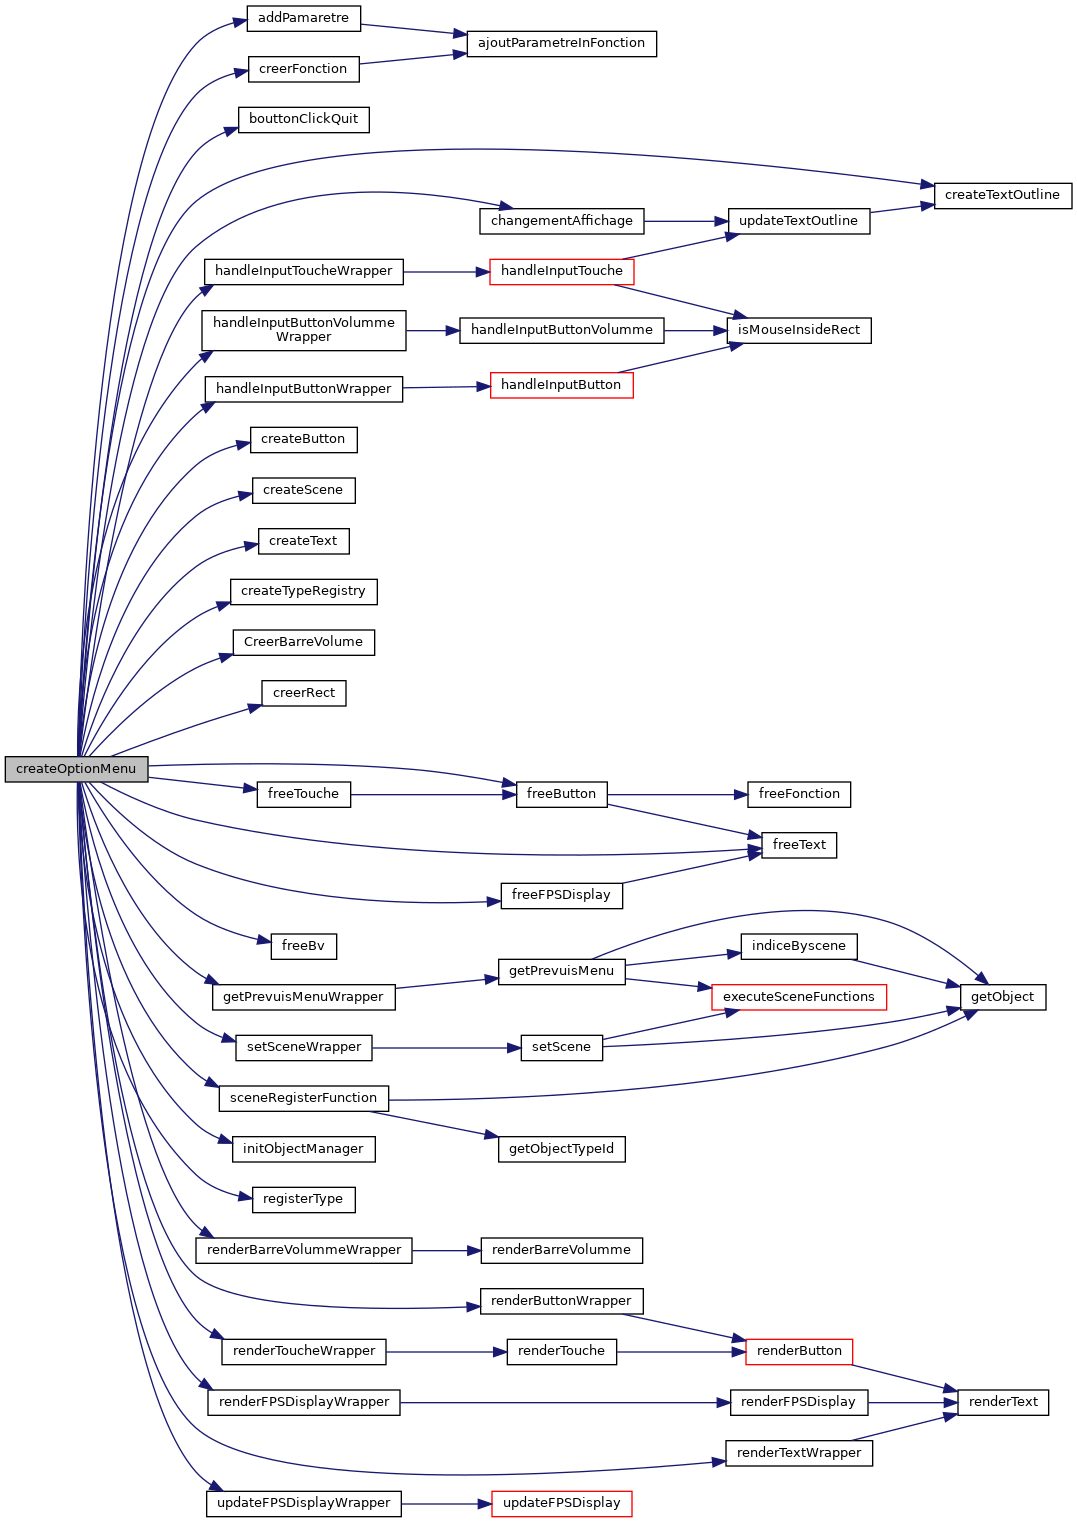 addPamaretre
ajoutParametreInFonction
creerFonction
bouttonClickQuit
createTextOutline
changementAffichage
updateTextOutline
handleInputToucheWrapper
handleInputTouche
handleInputButtonVolumme
Wrapper
handleInputButtonVolumme
isMouseInsideRect
handleInputButtonWrapper
handleInputButton
createButton
createScene
createText
createTypeRegistry
CreerBarreVolume
creerRect
createOptionMenu
freeTouche
freeButton
freeFonction
freeText
freeFPSDisplay
freeBv
indiceByscene
getPrevuisMenu
getPrevuisMenuWrapper
executeSceneFunctions
getObject
setSceneWrapper
setScene
sceneRegisterFunction
initObjectManager
getObjectTypeId
registerType
renderBarreVolummeWrapper
renderBarreVolumme
renderButtonWrapper
renderToucheWrapper
renderTouche
renderButton
renderFPSDisplayWrapper
renderFPSDisplay
renderText
renderTextWrapper
updateFPSDisplayWrapper
updateFPSDisplay